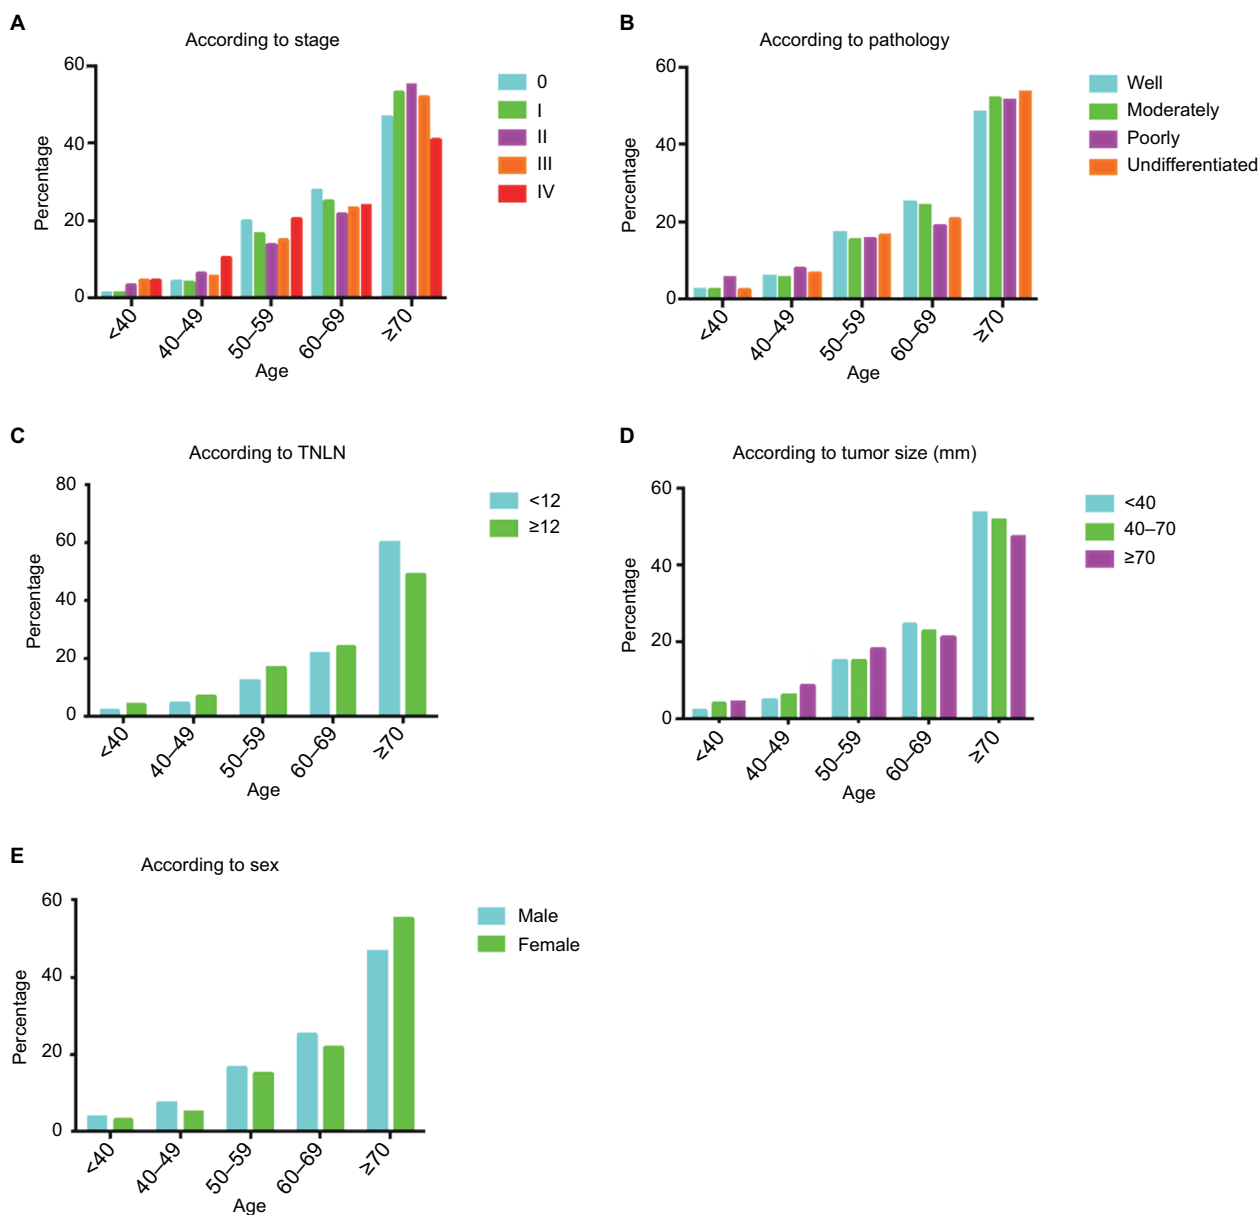 A
According to stage
60
40
20
0
Percentage
<40
40–49
50–59
60–69
≥70
Age
0
I
II
III
IV
B
According to pathology
60
40
20
0
Percentage
<40
40–49
50–59
60–69
≥70
Age
Well
Moderately
Poorly
Undifferentiated
C
According to TNLN
80
60
40
20
0
Percentage
<40
40–49
50–59
60–69
≥70
Age
<12
≥12
D
According to tumor size (mm)
60
40
20
0
Percentage
<40
40–49
50–59
60–69
≥70
Age
<40
40–70
≥70
E
According to sex
60
40
20
0
Percentage
<40
40–49
50–59
60–69
≥70
Age
Male
Female